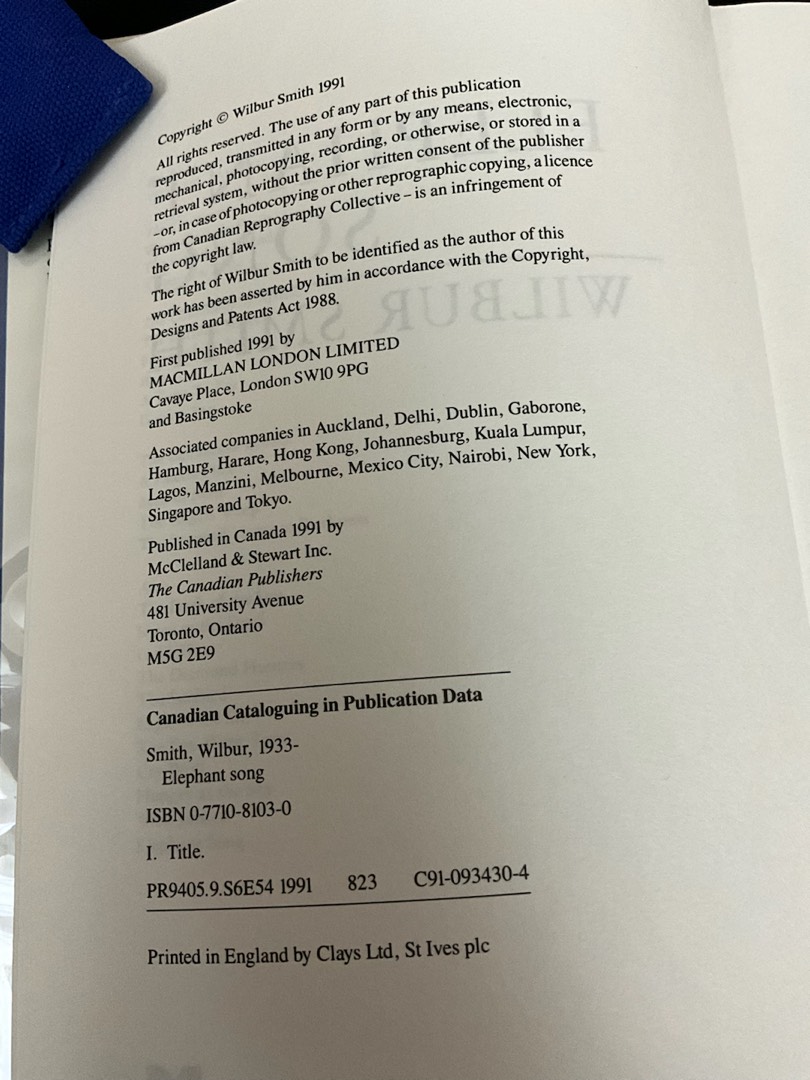 Copyright © Wilbur Smith 1991
All rights reserved. The use of any part of this publication
reproduced, transmitted in any form or by any means, electronic,
mechanical, photocopying, recording, or otherwise, or stored in a
retrieval system, without the prior written consent of the publisher
– or, in case of photocopying or other reprographic copying, a licence
from Canadian Reprography Collective – is an infringement of
the copyright law.
The right of Wilbur Smith to be identified as the author of this
work has been asserted by him in accordance with the Copyright,
Designs and Patents Act 1988.
First published 1991 by
MACMILLAN LONDON LIMITED
Cavaye Place, London SW10 9PG
and Basingstoke
Associated companies in Auckland, Delhi, Dublin, Gaborone,
Hamburg, Harare, Hong Kong, Johannesburg, Kuala Lumpur,
Lagos, Manzini, Melbourne, Mexico City, Nairobi, New York,
Singapore and Tokyo.
Published in Canada 1991 by
McClelland & Stewart Inc.
The Canadian Publishers
481 University Avenue
Toronto, Ontario
M5G 2E9
Canadian Cataloguing in Publication Data
Smith, Wilbur, 1933-
Elephant song
ISBN 0-7710-8103-0
I. Title.
PR9405.9.S6E54 1991 823 C91-093430-4
Printed in England by Clays Ltd, St Ives plc